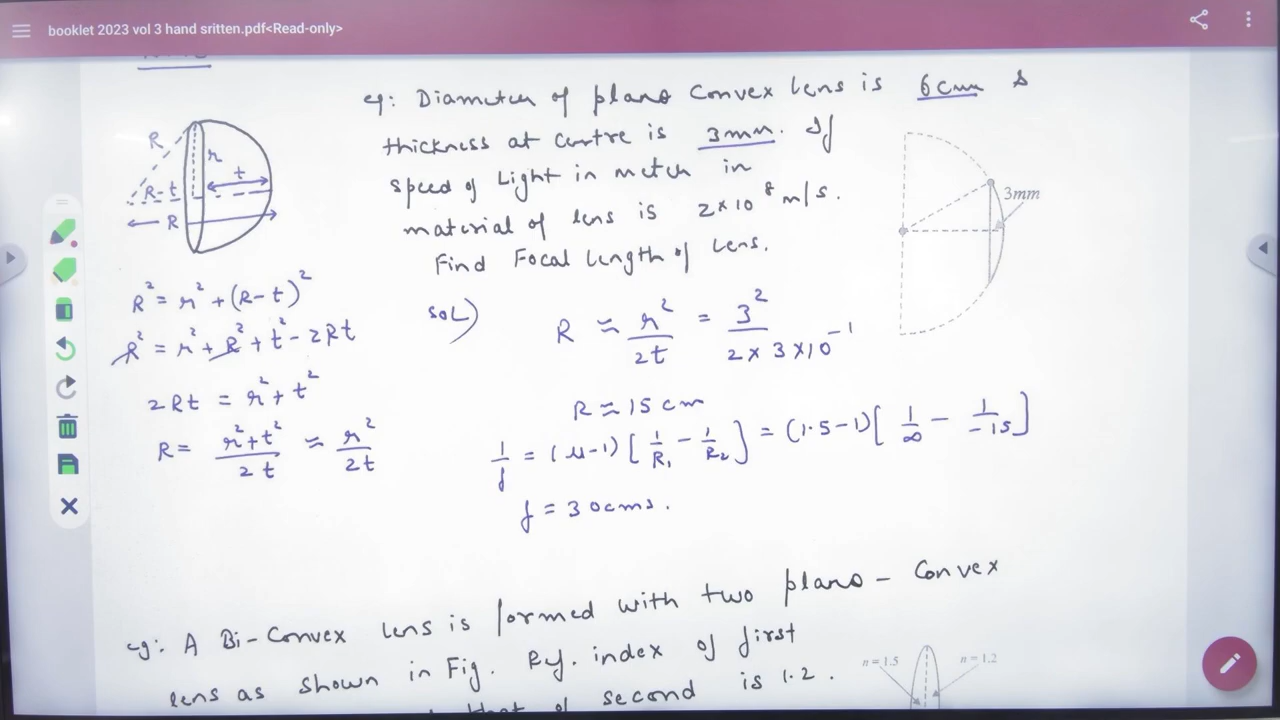 booklet 2023 vol 3 hand sritten.pdf<Read-only>
eg: Diameter of plano convex lens is 6cm &
thickness at centre is 3mm. If
speed of Light in metch in
material of lens is 2×10⁸ m/s.
Find Focal length of Lens.
R
r
t
R-t
R
3mm
R² = r² + (R-t)²
R² = r² + R² + t² - 2Rt
2Rt = r² + t²
R = (r²+t²)/2t ≈ r²/2t
SOL)
R ≈ r²/2t = 3²/(2×3×10⁻¹)
R ≈ 15 cm
1/f = (μ-1)[1/R₁ - 1/R₂] = (1.5-1)[1/∞ - 1/-15]
f = 30cms.
eg: A Bi-Convex lens is formed with two plano - convex
lens as shown in Fig. Ref. index of first
that of second is 1.2.
n = 1.5
n = 1.2